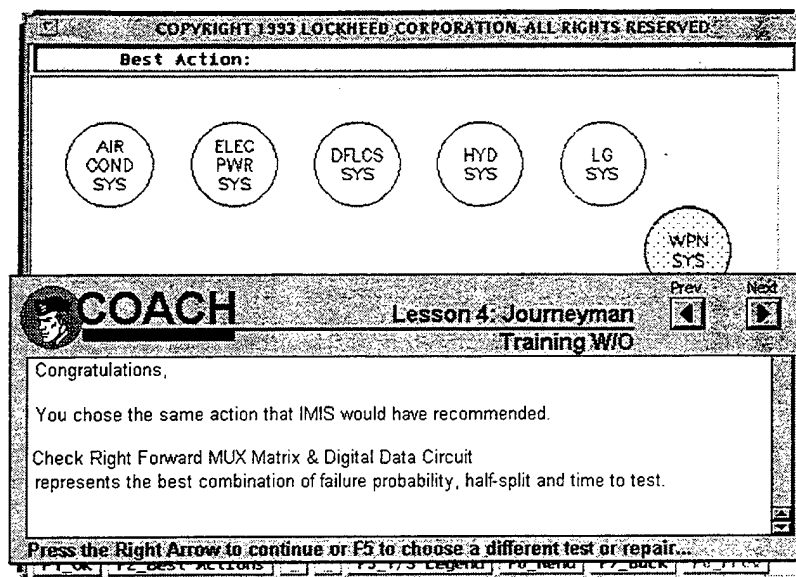 COPYRIGHT 1993 LOCKHEED CORPORATION. ALL RIGHTS RESERVED
Best Action:
AIR
COND
SYS
ELEC
PWR
SYS
DFLCS
SYS
HYD
SYS
LG
SYS
WPN
SYS
COACH
Lesson 4: Journeyman
Training W/O
Prev.
Next
Congratulations,
You chose the same action that IMIS would have recommended.
Check Right Forward MUX Matrix & Digital Data Circuit
represents the best combination of failure probability, half-split and time to test.
Press the Right Arrow to continue or F5 to choose a different test or repair...